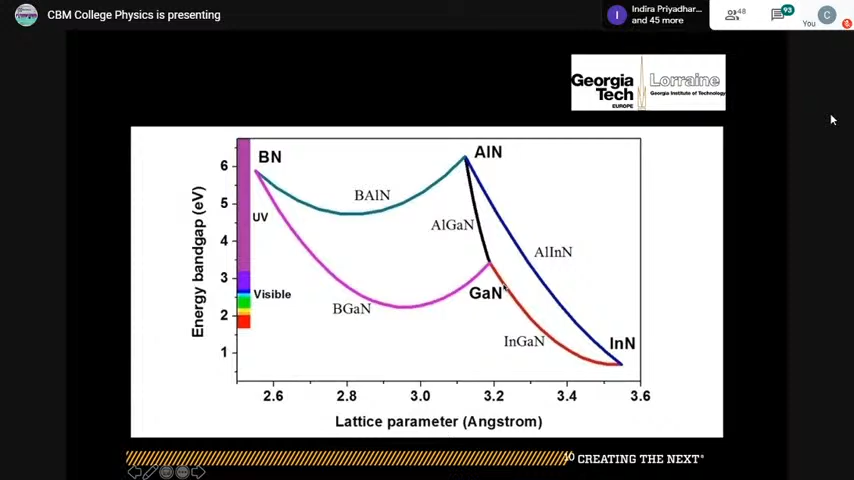 CBM College Physics is presenting
I
Indira Priyadhar...
and 45 more
48
93
You
C
Georgia
Tech
EUROPE
Lorraine
Georgia Institute of Technology
BN
AlN
6
BAlN
5
UV
AlGaN
4
AlInN
Energy bandgap (eV)
3
Visible
GaN
BGaN
2
InGaN
InN
1
2.6
2.8
3.0
3.2
3.4
3.6
Lattice parameter (Angstrom)
10 CREATING THE NEXT®